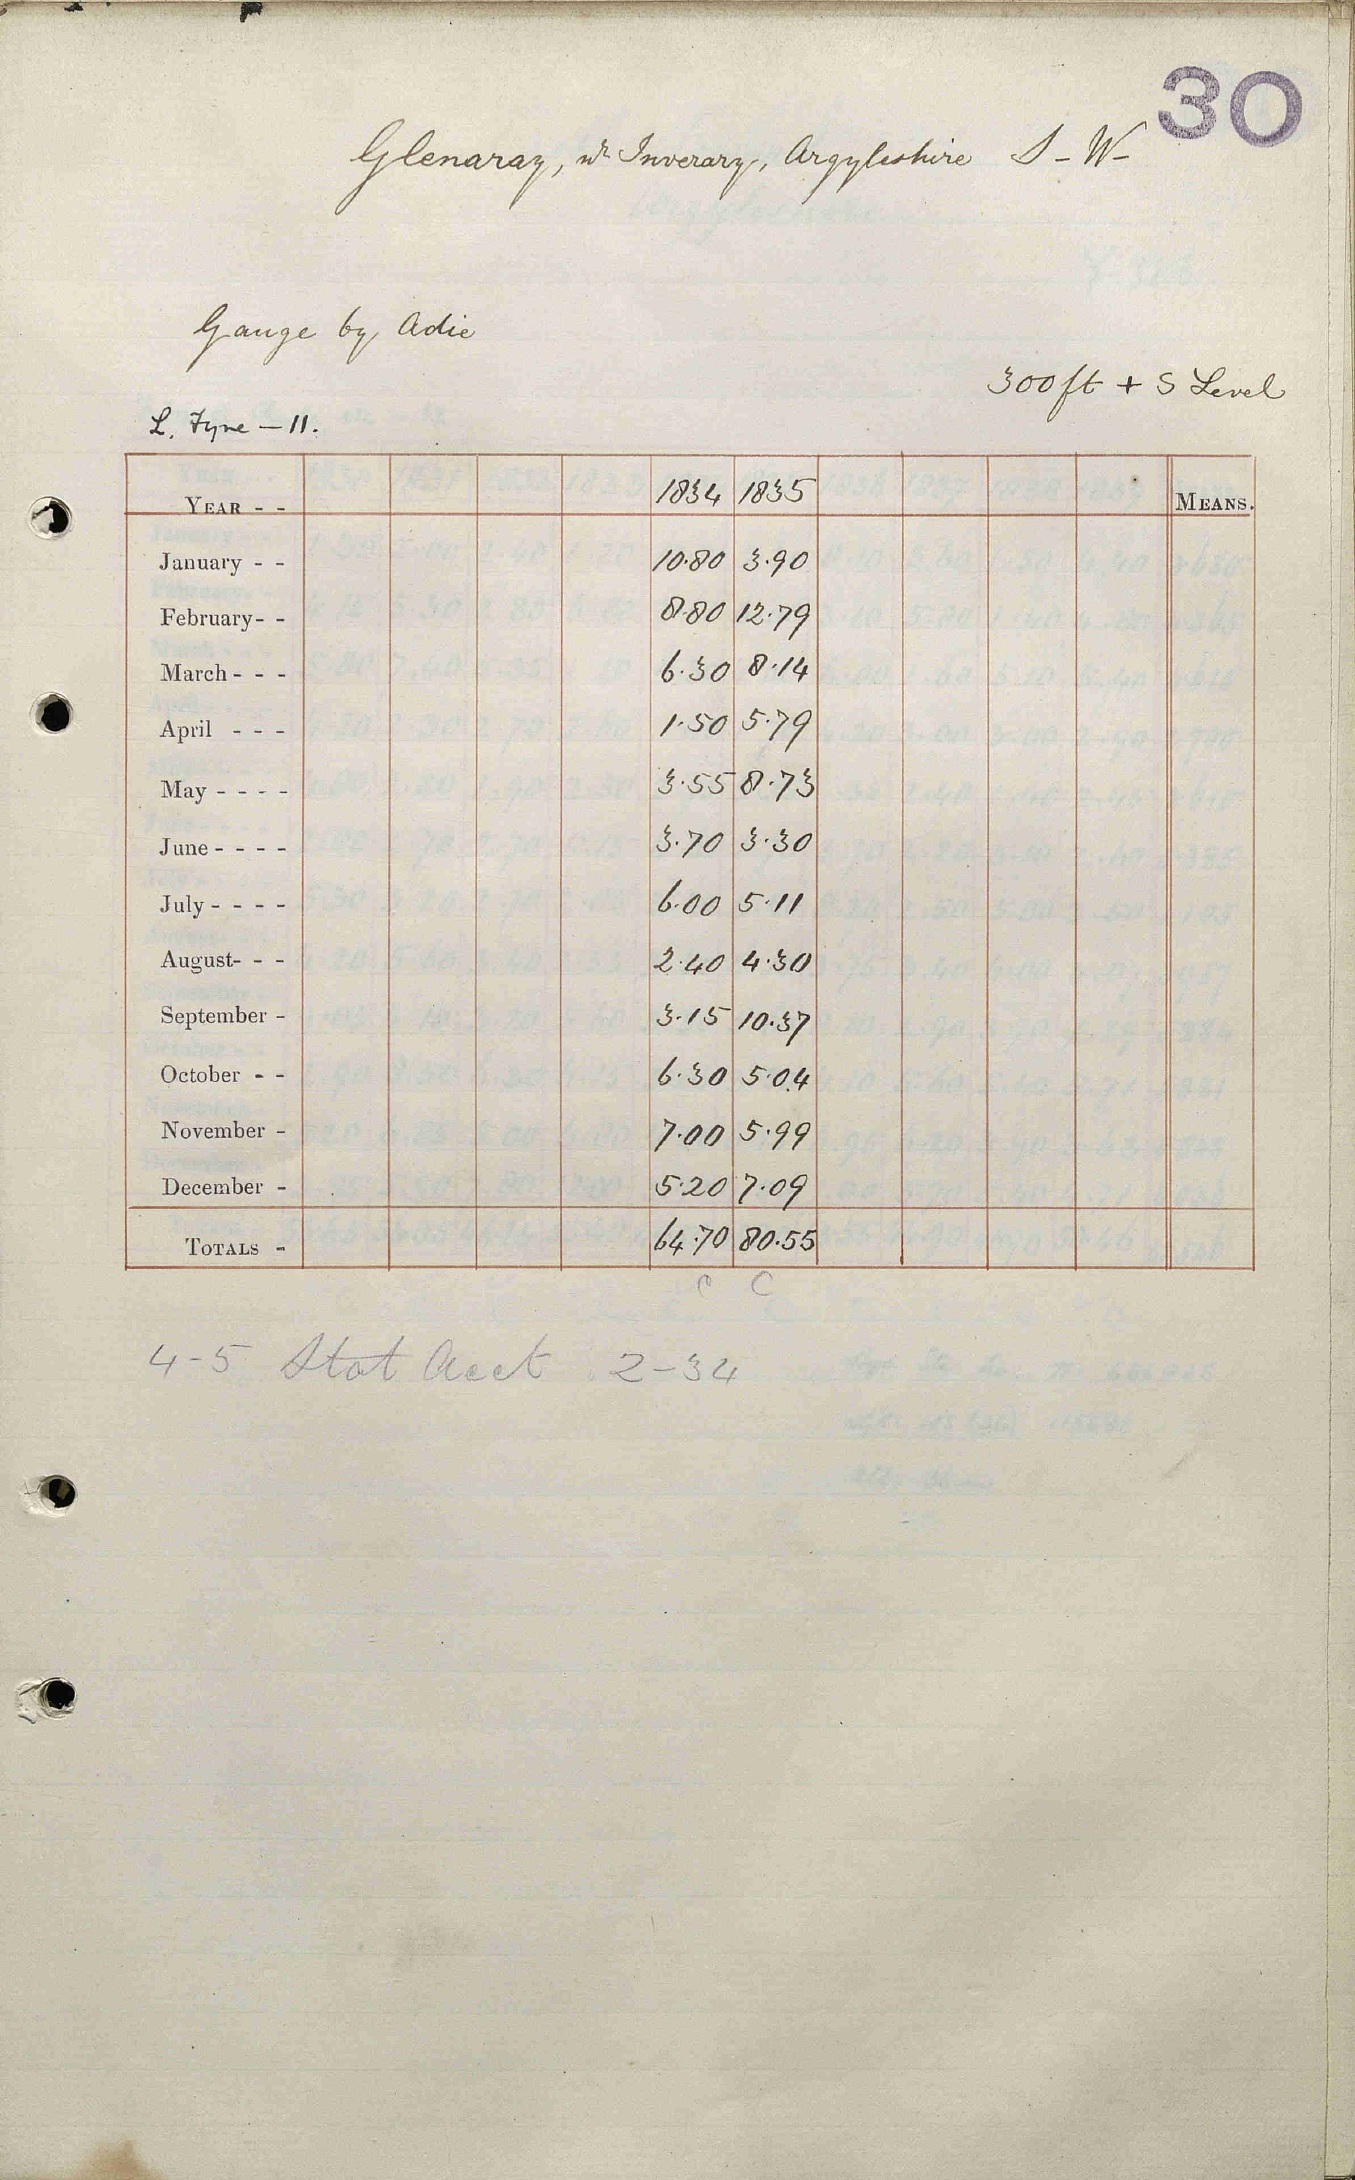 30
Glenaray, nr Inverary, Argyleshire S-W-
Gauge by Adie
300ft + S Level
L. Fyne - 11.
YEAR - - 1834 1835 MEANS.
January - - 10.80 3.90
February- - 8.80 12.79
March - - - 6.30 8.14
April - - - 1.50 5.79
May - - - - 3.55 8.73
June - - - - 3.70 3.30
July - - - - 6.00 5.11
August- - - 2.40 4.30
September - 3.15 10.37
October - - 6.30 5.04
November - 7.00 5.99
December - 5.20 7.09
TOTALS - 64.70 80.55
C C
4-5 Stat Acct 2-34